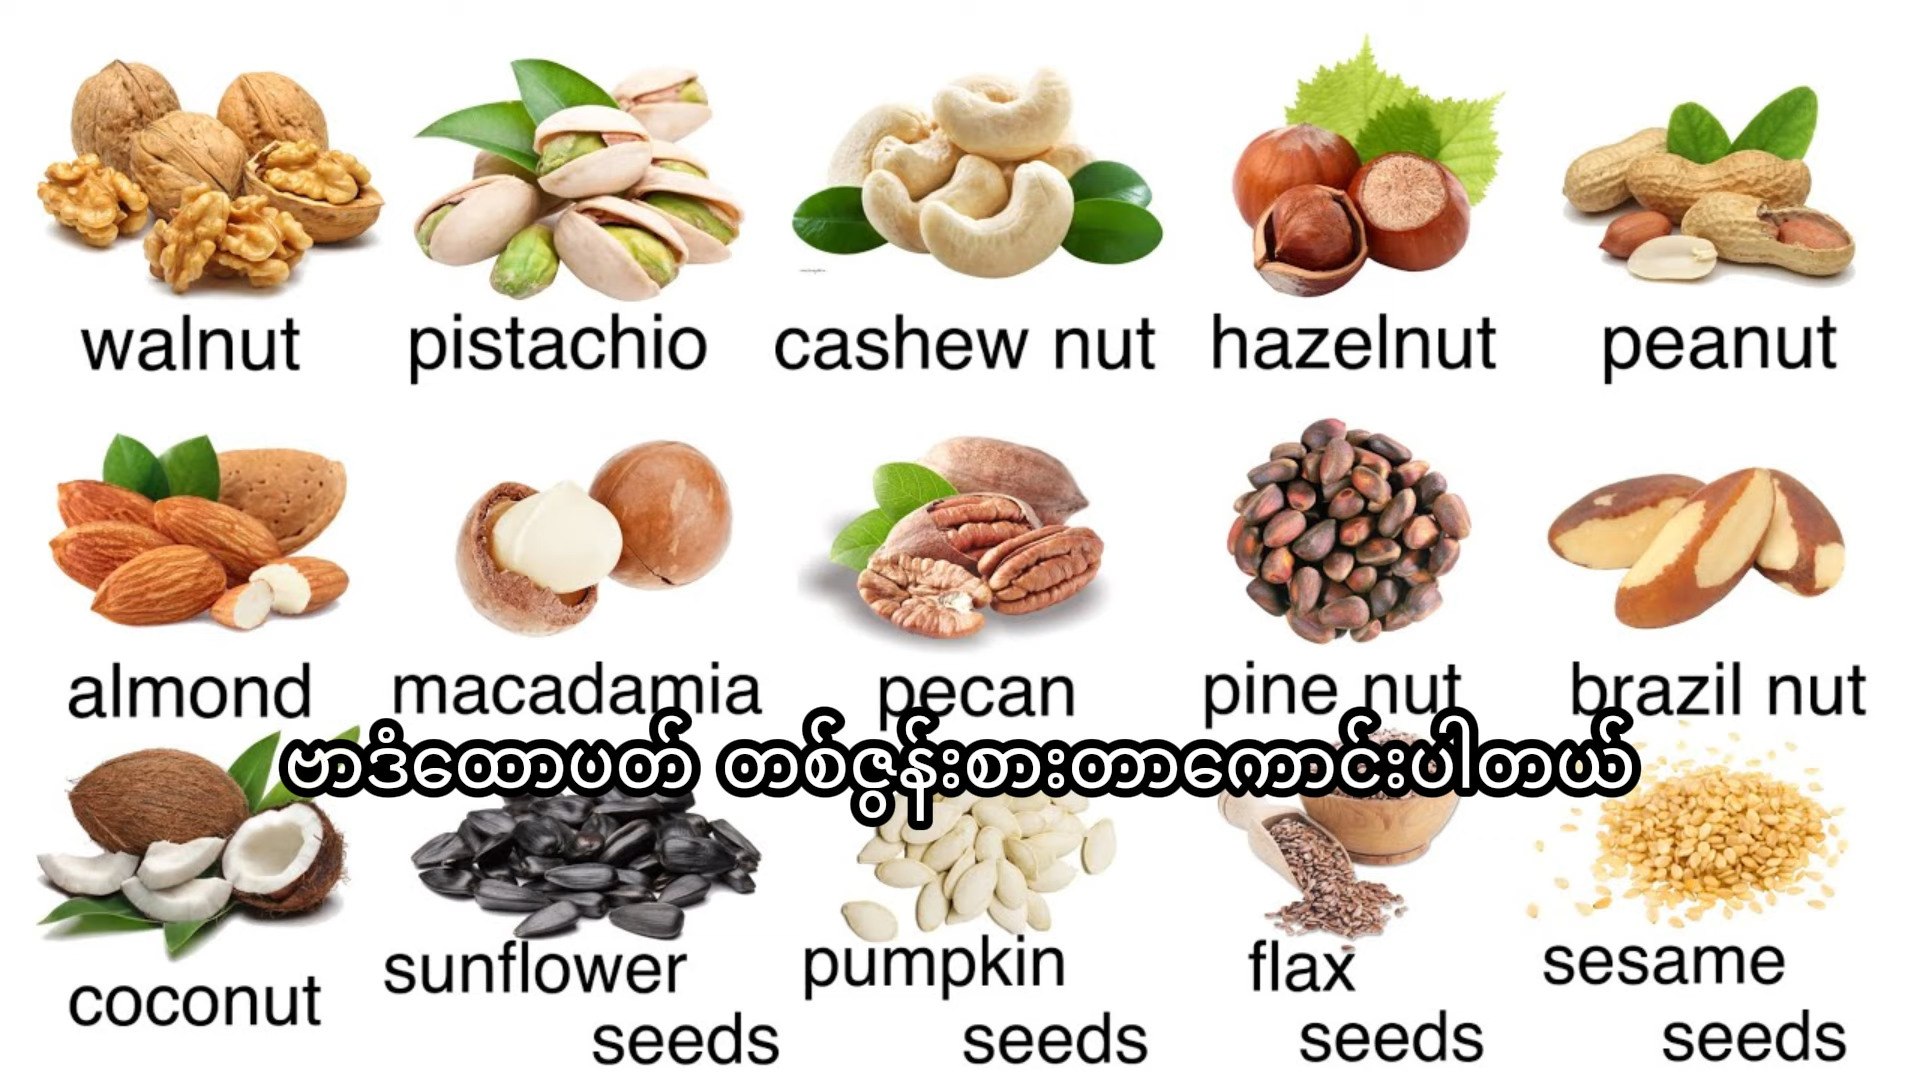 walnut pistachio cashew nut hazelnut peanut
almond macadamia pecan pine nut brazil nut
ဗာဒံထောပတ် တစ်ဇွန်းစားတာကောင်းပါတယ်
coconut sunflower seeds pumpkin seeds flax seeds sesame seeds